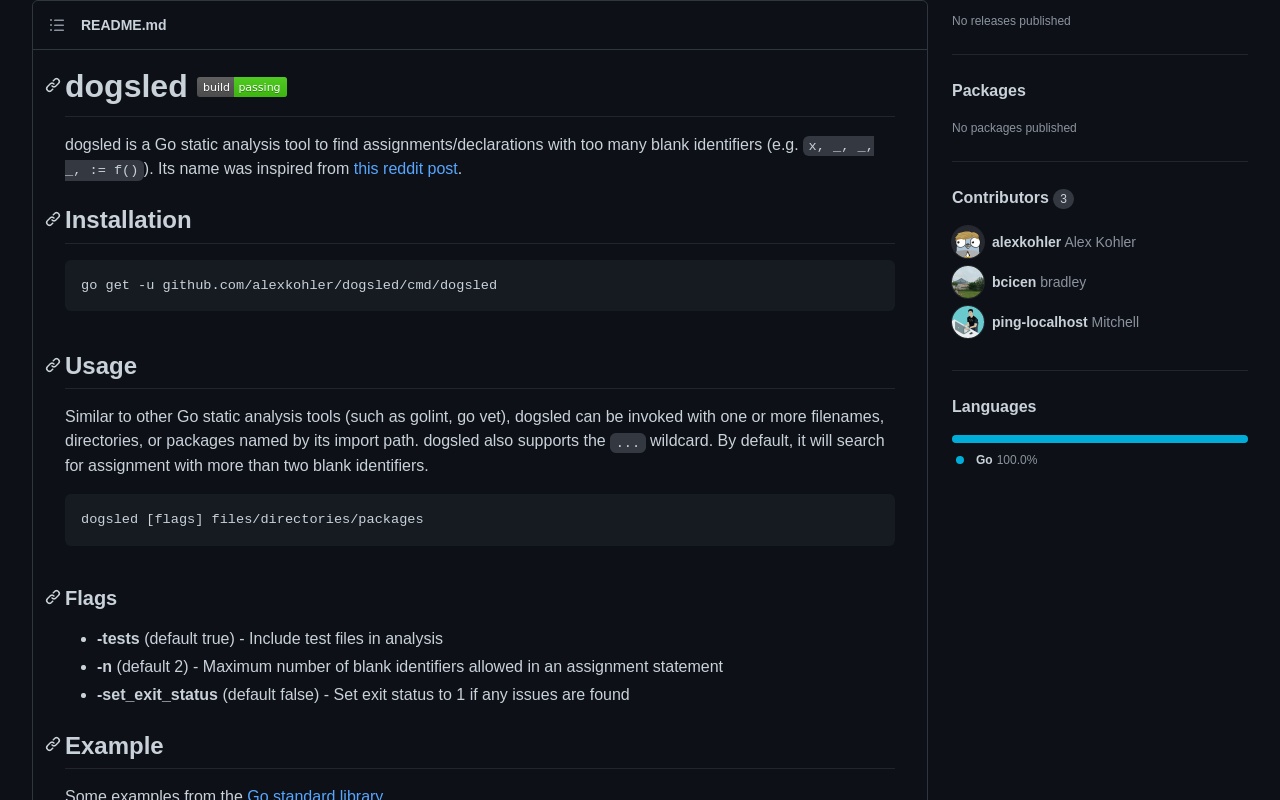 README.md
dogsled build passing
dogsled is a Go static analysis tool to find assignments/declarations with too many blank identifiers (e.g. x, _, _,
_, := f()). Its name was inspired from this reddit post.
Installation
go get -u github.com/alexkohler/dogsled/cmd/dogsled
Usage
Similar to other Go static analysis tools (such as golint, go vet), dogsled can be invoked with one or more filenames,
directories, or packages named by its import path. dogsled also supports the ... wildcard. By default, it will search
for assignment with more than two blank identifiers.
dogsled [flags] files/directories/packages
Flags
-tests (default true) - Include test files in analysis
-n (default 2) - Maximum number of blank identifiers allowed in an assignment statement
-set_exit_status (default false) - Set exit status to 1 if any issues are found
Example
Some examples from the Go standard library
No releases published
Packages
No packages published
Contributors 3
alexkohler Alex Kohler
bcicen bradley
ping-localhost Mitchell
Languages
Go 100.0%